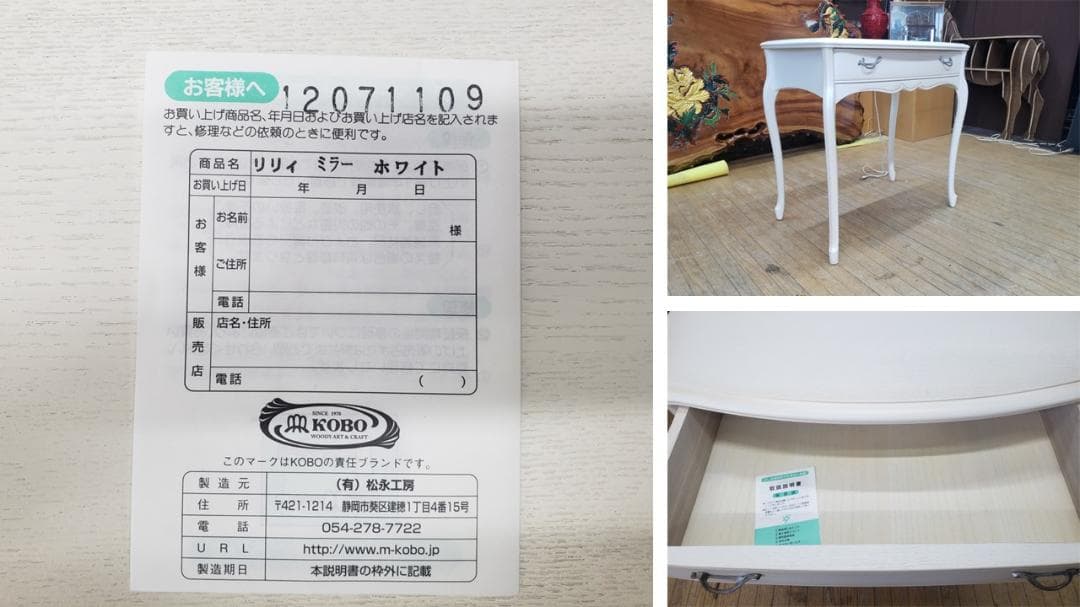 お客様へ
12071109
お買い上げ商品名、年月日およびお買い上げ店名を記入されま
すと、修理などの依頼のときに便利です。
商品名 リリィ ミラー ホワイト
お買い上げ日 年 月 日
お客様
お名前 様
ご住所
電話
販売店
店名・住所
電話 ( )
SINCE 1978
KOBO
WOODY ART & CRAFT
このマークはKOBOの責任ブランドです。
製造元 (有)松永工房
住所 〒421-1214 静岡市葵区建穂1丁目4番15号
電話 054-278-7722
URL http://www.m-kobo.jp
製造期日 本説明書の枠外に記載
取扱説明書